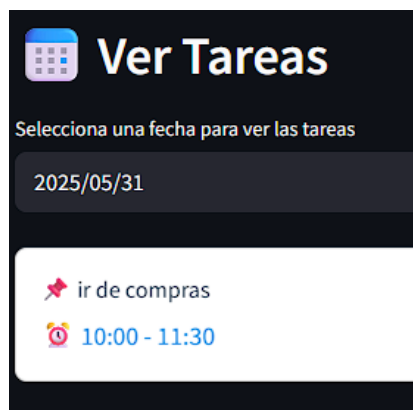 Ver Tareas
Selecciona una fecha para ver las tareas
2025/05/31
ir de compras
10:00 - 11:30